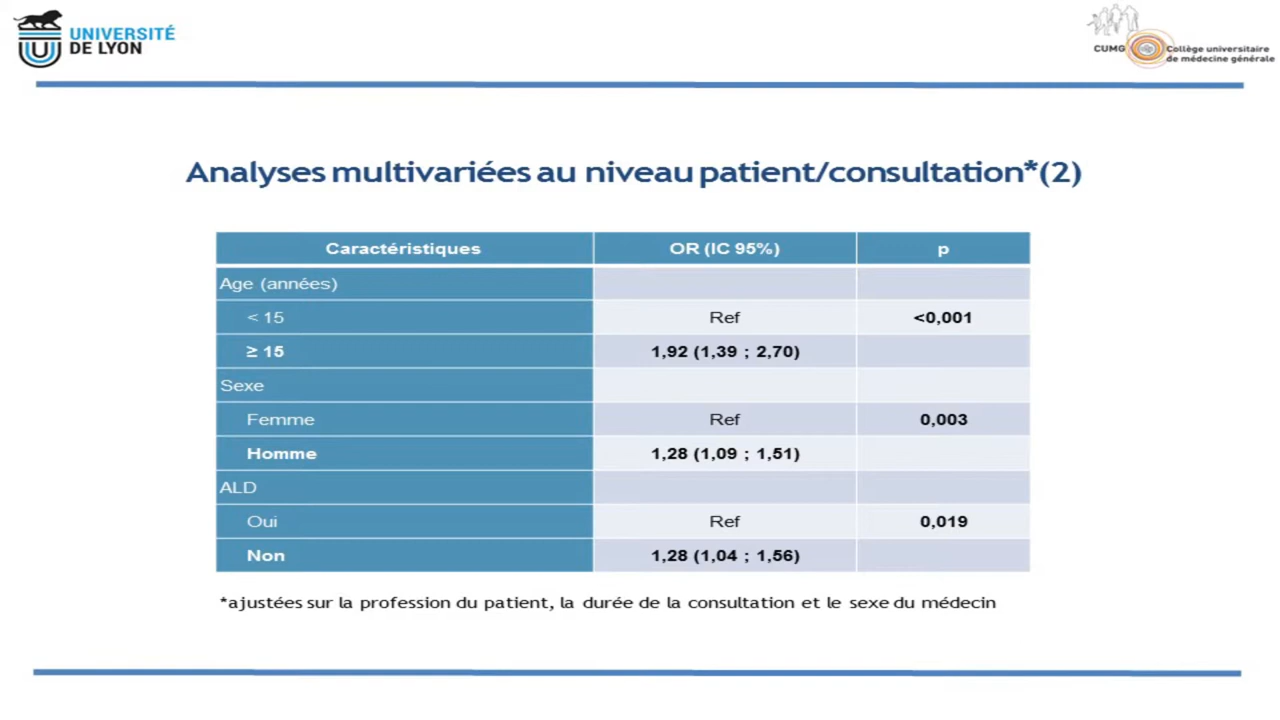 UNIVERSITÉ
DE LYON
CUMG
Collège universitaire
de médecine générale
Analyses multivariées au niveau patient/consultation*(2)
Caractéristiques OR (IC 95%) p
Age (années)
< 15 Ref <0,001
≥ 15 1,92 (1,39 ; 2,70)
Sexe
Femme Ref 0,003
Homme 1,28 (1,09 ; 1,51)
ALD
Oui Ref 0,019
Non 1,28 (1,04 ; 1,56)
*ajustées sur la profession du patient, la durée de la consultation et le sexe du médecin